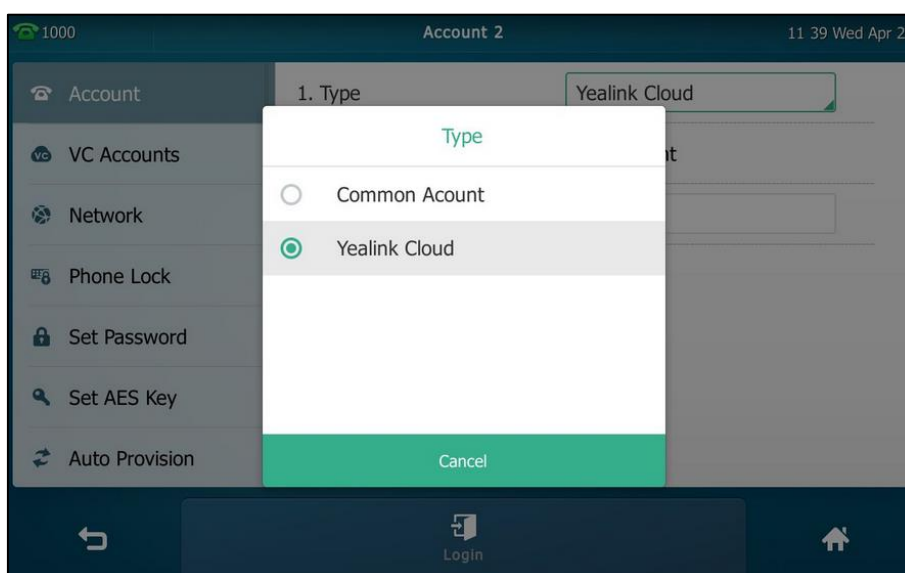 1000
Account 2
11 39 Wed Apr 2
Account
VC Accounts
Network
Phone Lock
Set Password
Set AES Key
Auto Provision
1. Type
Yealink Cloud
Type
Common Acount
Yealink Cloud
Cancel
Login